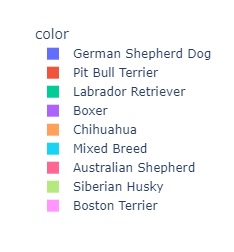 color
German Shepherd Dog
Pit Bull Terrier
Labrador Retriever
Boxer
Chihuahua
Mixed Breed
Australian Shepherd
Siberian Husky
Boston Terrier